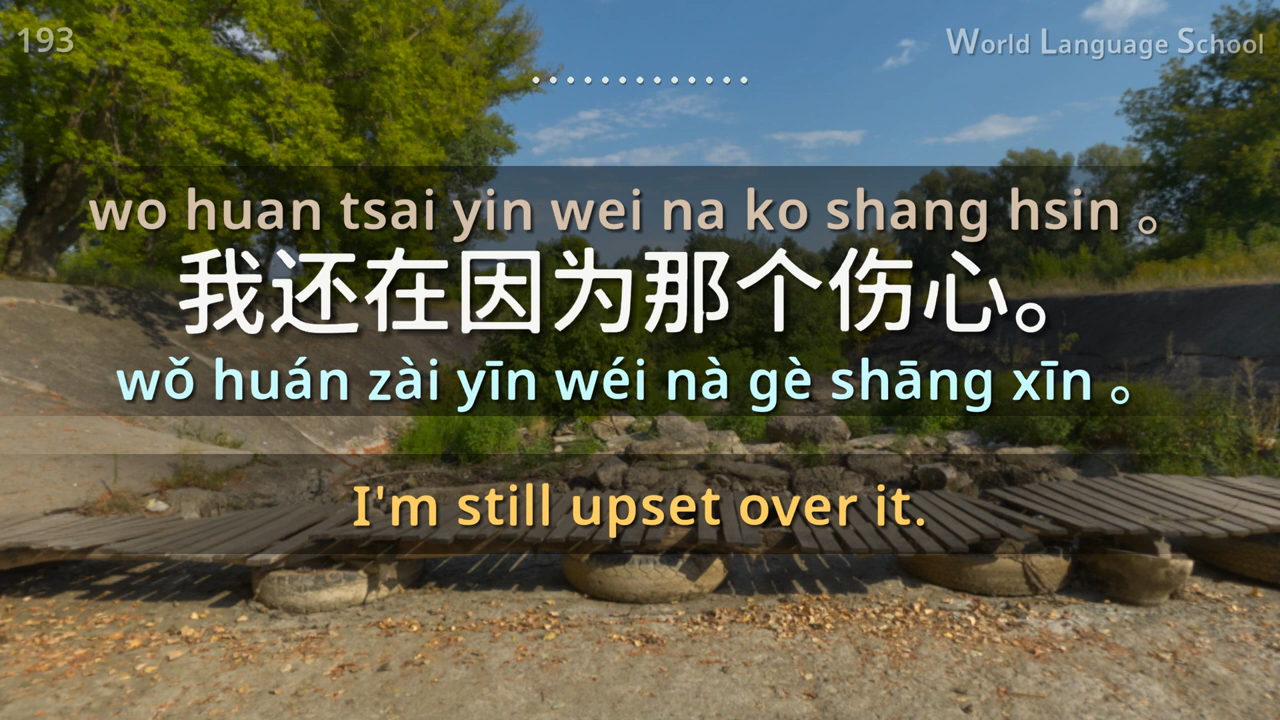 193
World Language School
wo huan tsai yin wei na ko shang hsin 。
我还在因为那个伤心。
wǒ huán zài yīn wéi nà gè shāng xīn 。
I'm still upset over it.